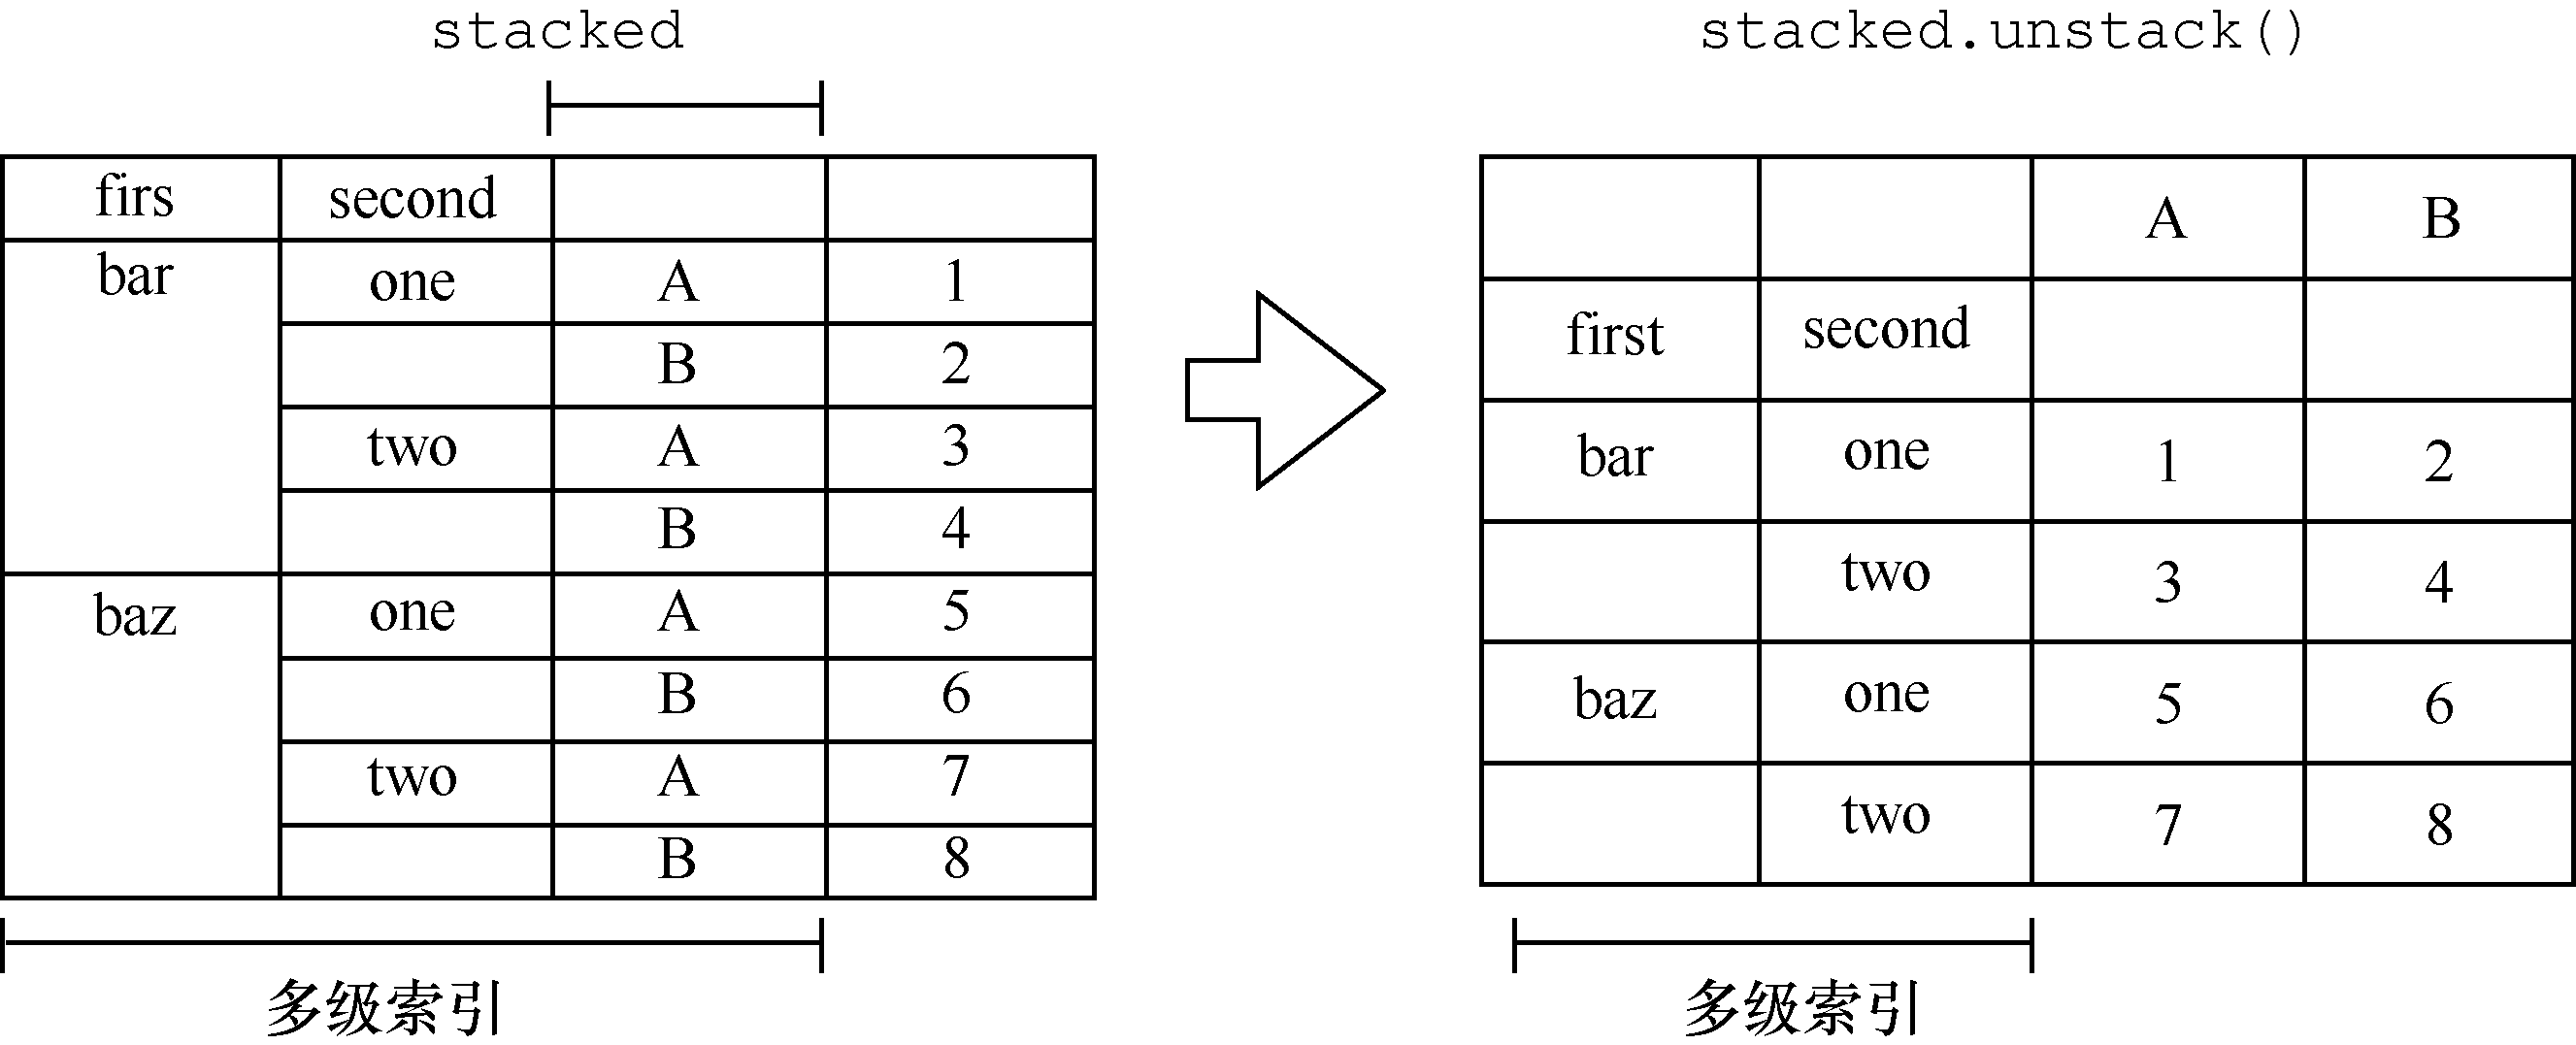 stacked
firs second
bar one A 1
B 2
two A 3
B 4
baz one A 5
B 6
two A 7
B 8
多级索引
stacked.unstack()
A B
first second
bar one 1 2
two 3 4
baz one 5 6
two 7 8
多级索引